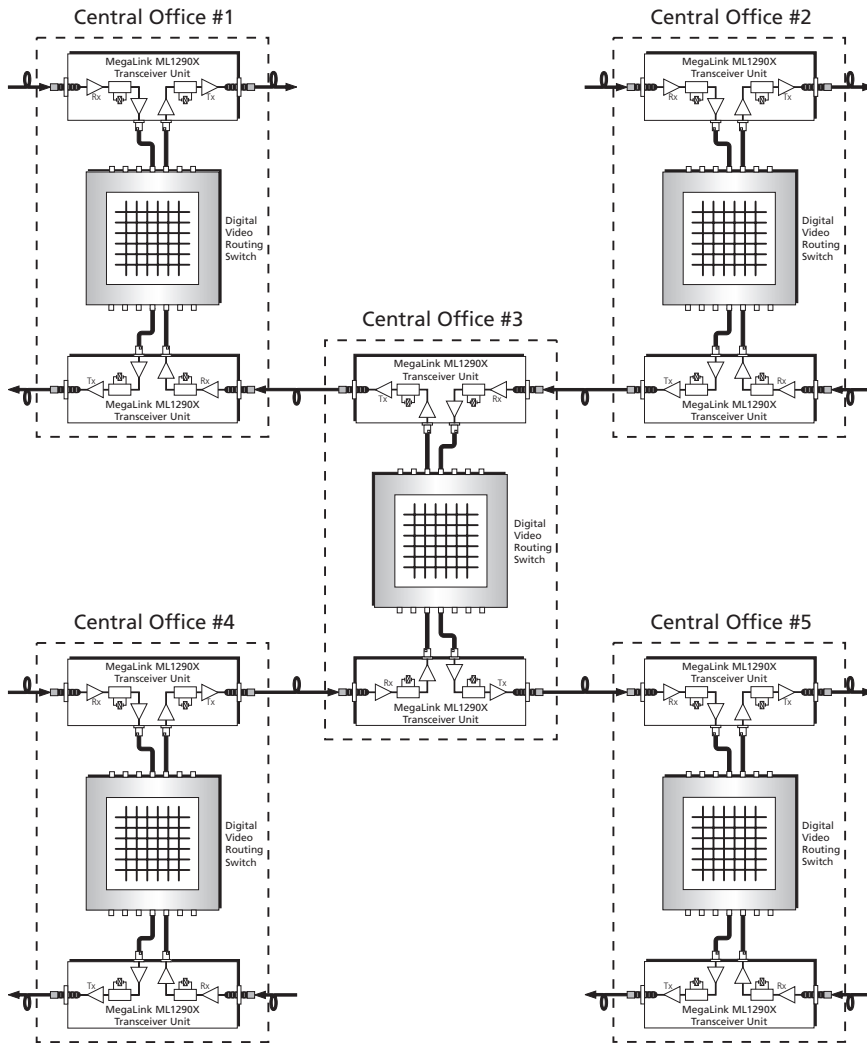 Central Office #1
MegaLink ML1290X
Transceiver Unit
Rx
Tx
Digital
Video
Routing
Switch
Tx
Rx
MegaLink ML1290X
Transceiver Unit
Central Office #2
MegaLink ML1290X
Transceiver Unit
Rx
Tx
Digital
Video
Routing
Switch
Tx
Rx
MegaLink ML1290X
Transceiver Unit
Central Office #3
MegaLink ML1290X
Transceiver Unit
Tx
Rx
Digital
Video
Routing
Switch
Rx
Tx
MegaLink ML1290X
Transceiver Unit
Central Office #4
MegaLink ML1290X
Transceiver Unit
Rx
Tx
Digital
Video
Routing
Switch
Tx
Rx
MegaLink ML1290X
Transceiver Unit
Central Office #5
MegaLink ML1290X
Transceiver Unit
Rx
Tx
Digital
Video
Routing
Switch
Tx
Rx
MegaLink ML1290X
Transceiver Unit